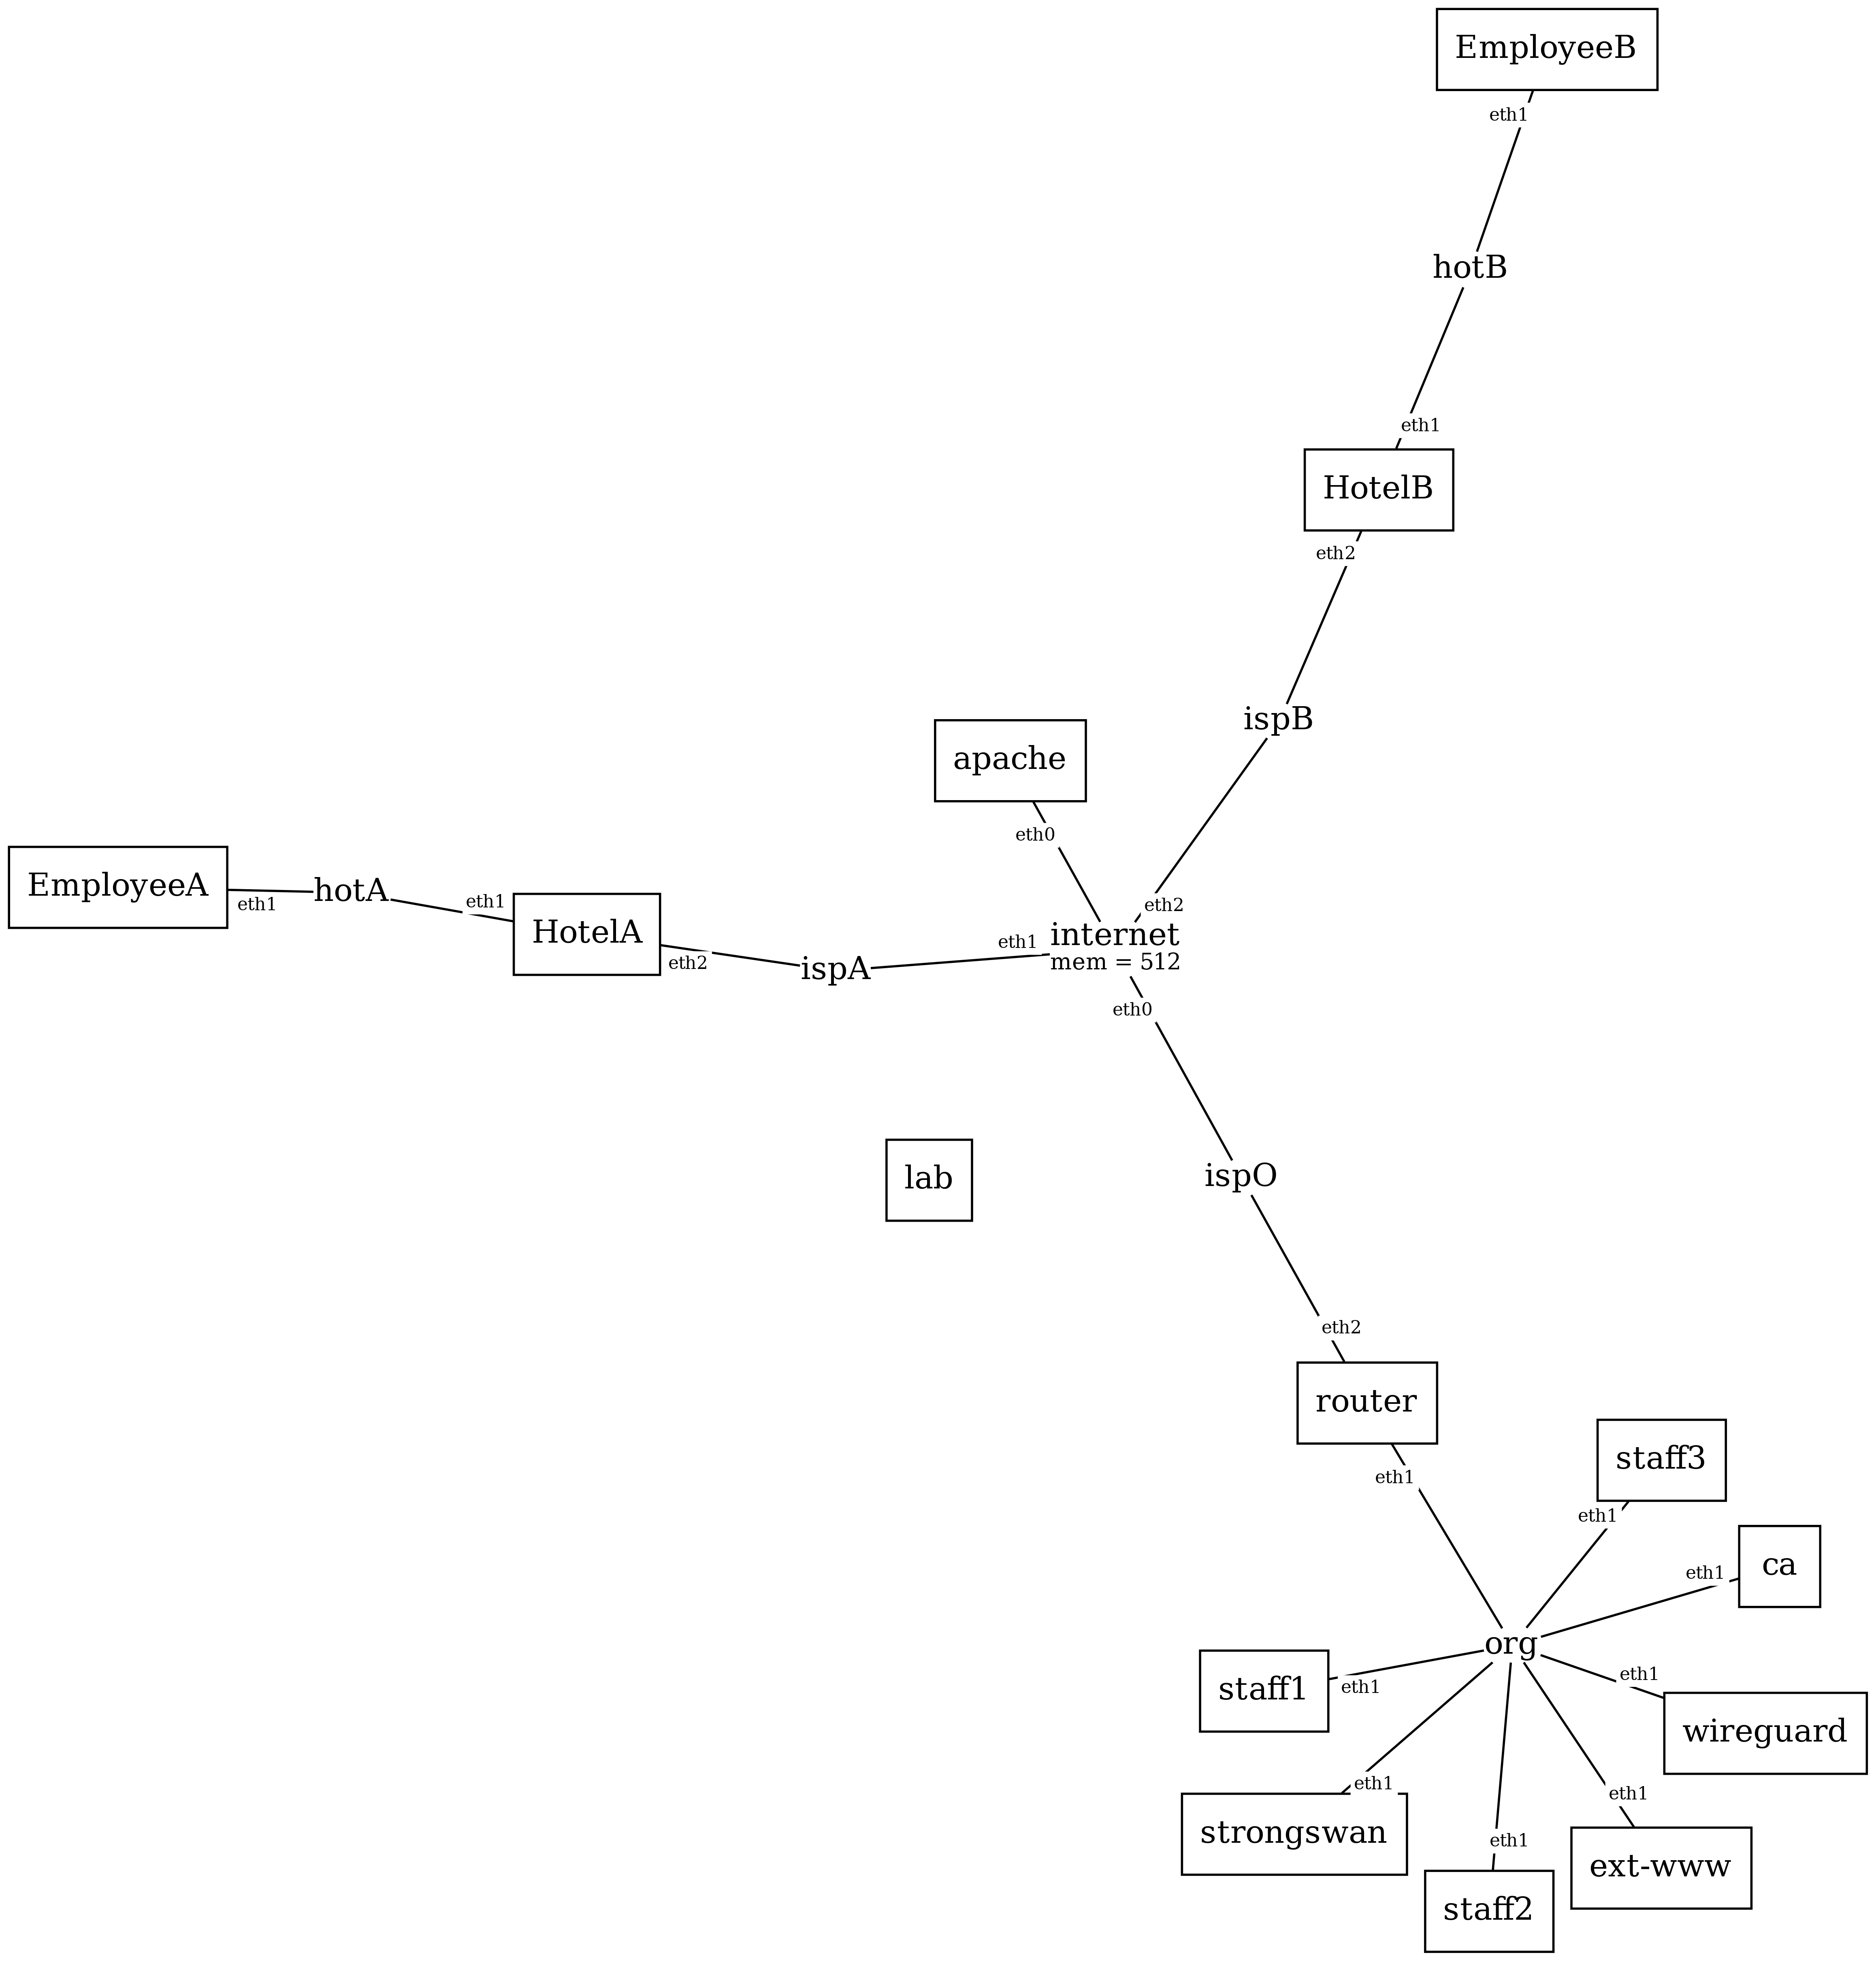 EmployeeB
eth1
hotB
eth1
HotelB
eth2
ispB
apache
eth0
EmployeeA
eth1
hotA
eth1
HotelA
eth2
ispA
eth1
eth2
internet
mem = 512
eth0
lab
ispO
eth2
router
eth1
staff3
eth1
ca
eth1
org
staff1
eth1
eth1
wireguard
eth1
strongswan
eth1
ext-www
eth1
staff2